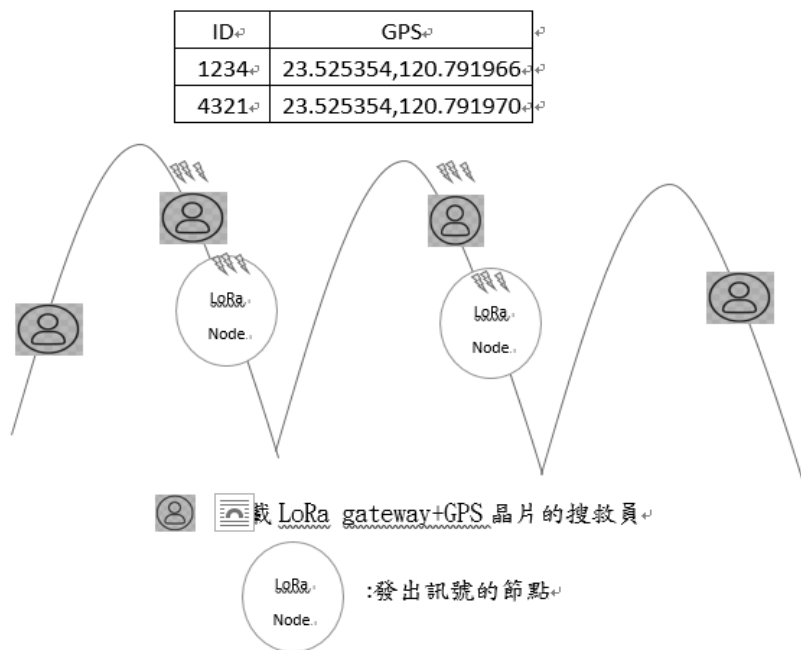 ID GPS
1234 23.525354,120.791966
4321 23.525354,120.791970
LoRa
Node
LoRa
Node
載 LoRa gateway+GPS 晶片的搜救員
LoRa
Node
:發出訊號的節點